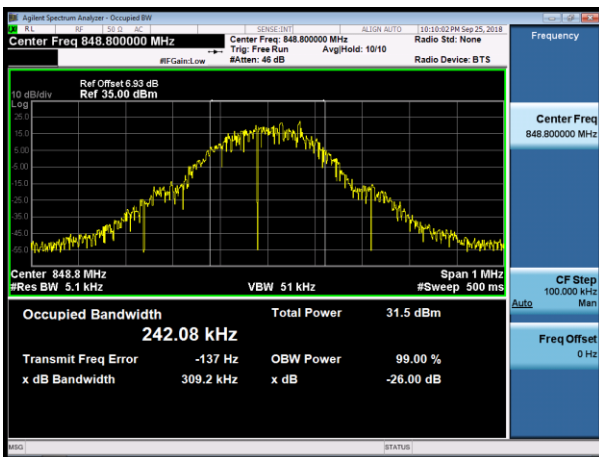 Agilent Spectrum Analyzer - Occupied BW
RL RF 50 Ω AC SENSE:INT ALIGN AUTO 10:10:02 PM Sep 25, 2018
Center Freq 848.800000 MHz
Center Freq: 848.800000 MHz
Radio Std: None
Trig: Free Run Avg|Hold: 10/10
#IFGain:Low #Atten: 46 dB Radio Device: BTS
Frequency
Ref Offset 6.93 dB
10 dB/div Ref 35.00 dBm
Log
25.0
15.0
5.00
-5.00
-15.0
-25.0
-35.0
-45.0
-55.0
Center 848.8 MHz Span 1 MHz
#Res BW 5.1 kHz VBW 51 kHz #Sweep 500 ms
Occupied Bandwidth Total Power 31.5 dBm
242.08 kHz
Transmit Freq Error -137 Hz OBW Power 99.00 %
x dB Bandwidth 309.2 kHz x dB -26.00 dB
Center Freq
848.800000 MHz
CF Step
100.000 kHz
Auto Man
Freq Offset
0 Hz
MSG STATUS